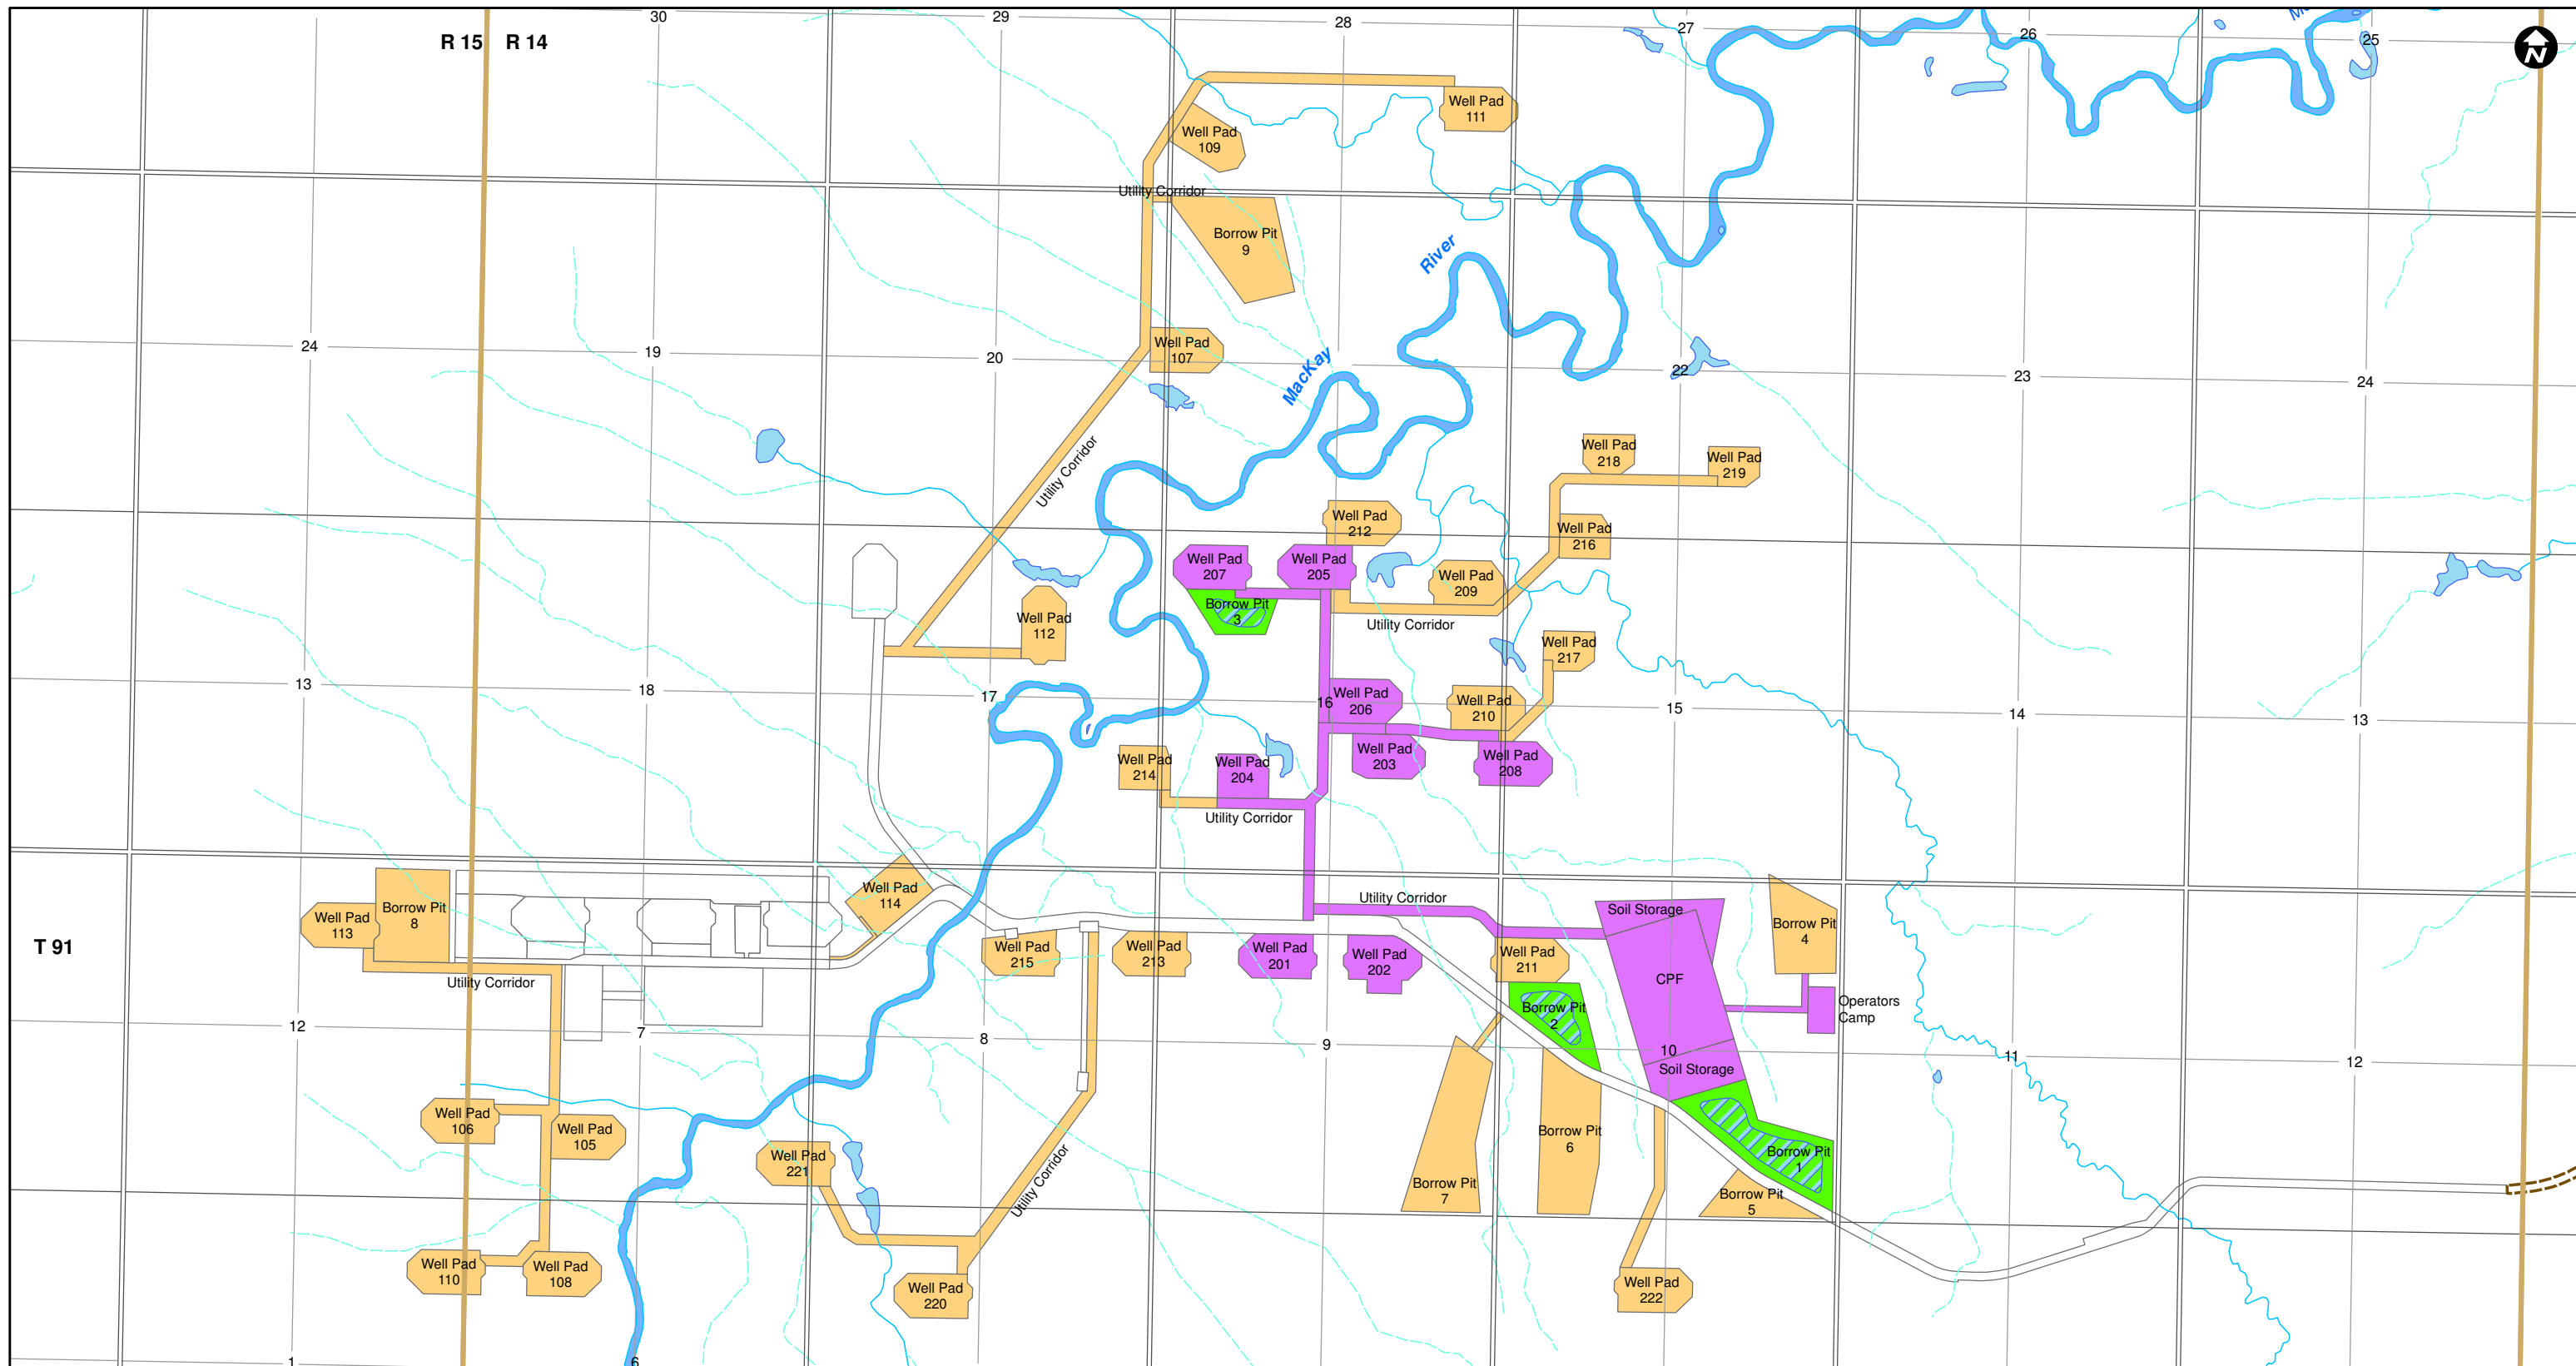 30
29
28
27
26
25
R 15
R 14
N
Well Pad
111
Well Pad
109
Utility Corridor
Borrow Pit
9
River
MacKay
24
19
20
Well Pad
107
22
23
24
Utility Corridor
Well Pad
218
Well Pad
219
Well Pad
212
Well Pad
216
Well Pad
207
Well Pad
205
Well Pad
209
Borrow Pit
3
Utility Corridor
Well Pad
112
Well Pad
217
13
18
17
16
15
14
13
Well Pad
206
Well Pad
210
Well Pad
203
Well Pad
208
Well Pad
214
Well Pad
204
Utility Corridor
Well Pad
114
Utility Corridor
Soil Storage
Borrow Pit
4
Well Pad
113
Borrow Pit
8
T 91
Well Pad
215
Well Pad
213
Well Pad
201
Well Pad
202
Well Pad
211
CPF
Utility Corridor
Operators
Camp
Borrow Pit
2
12
7
8
9
10
11
12
Soil Storage
Well Pad
106
Well Pad
105
Well Pad
221
Utility Corridor
Borrow Pit
7
Borrow Pit
6
Borrow Pit
1
Borrow Pit
5
Well Pad
110
Well Pad
108
Well Pad
220
Well Pad
222
1
6